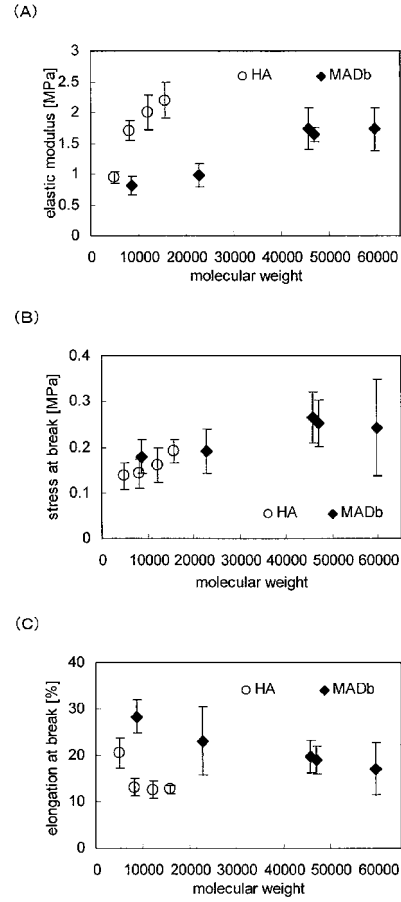 (A)
elastic modulus [MPa]
3
2.5
2
1.5
1
0.5
0
HA
MADb
0 10000 20000 30000 40000 50000 60000
molecular weight
(B)
stress at break [MPa]
0.4
0.3
0.2
0.1
0
HA
MADb
0 10000 20000 30000 40000 50000 60000
molecular weight
(C)
elongation at break [%]
40
30
20
10
0
HA
MADb
0 10000 20000 30000 40000 50000 60000
molecular weight